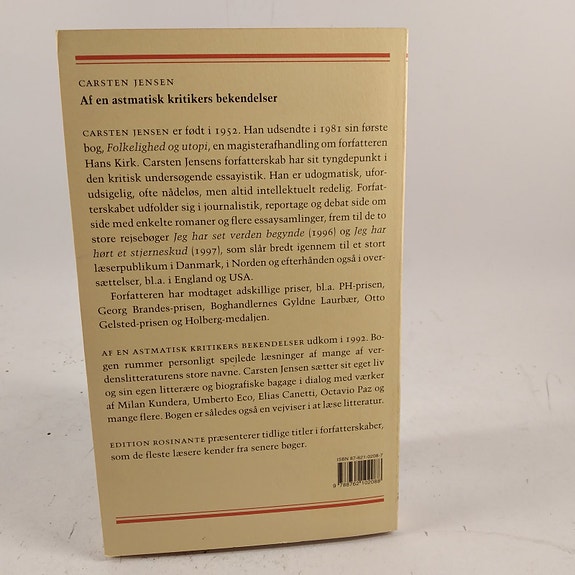 CARSTEN JENSEN
Af en astmatisk kritikers bekendelser
CARSTEN JENSEN er født i 1952. Han udsendte i 1981 sin første
bog, Folkelighed og utopi, en magisterafhandling om forfatteren
Hans Kirk. Carsten Jensens forfatterskab har sit tyngdepunkt i
den kritisk undersøgende essayistik. Han er udogmatisk, ufor-
udsigelig, ofte nådeløs, men altid intellektuelt redelig. Forfat-
terskabet udfolder sig i journalistik, reportage og debat side om
side med enkelte romaner og flere essaysamlinger, frem til de to
store rejsebøger Jeg har set verden begynde (1996) og Jeg har
hørt et stjerneskud (1997), som slår bredt igennem til et stort
læserpublikum i Danmark, i Norden og efterhånden også i over-
sættelser, bl.a. i England og USA.
Forfatteren har modtaget adskillige priser, bl.a. PH-prisen,
Georg Brandes-prisen, Boghandlernes Gyldne Laurbær, Otto
Gelsted-prisen og Holberg-medaljen.
AF EN ASTMATISK KRITIKERS BEKENDELSER udkom i 1992. Bo-
gen rummer personligt spejlede læsninger af mange af ver-
denslitteraturens store navne. Carsten Jensen sætter sit eget liv
og sin egen litterære og biografiske bagage i dialog med værker
af Milan Kundera, Umberto Eco, Elias Canetti, Octavio Paz og
mange flere. Bogen er således også en vejviser i at læse litteratur.
EDITION ROSINANTE præsenterer tidlige titler i forfatterskaber,
som de fleste læsere kender fra senere bøger.
ISBN 87-621-0208-7
9 788762 102088